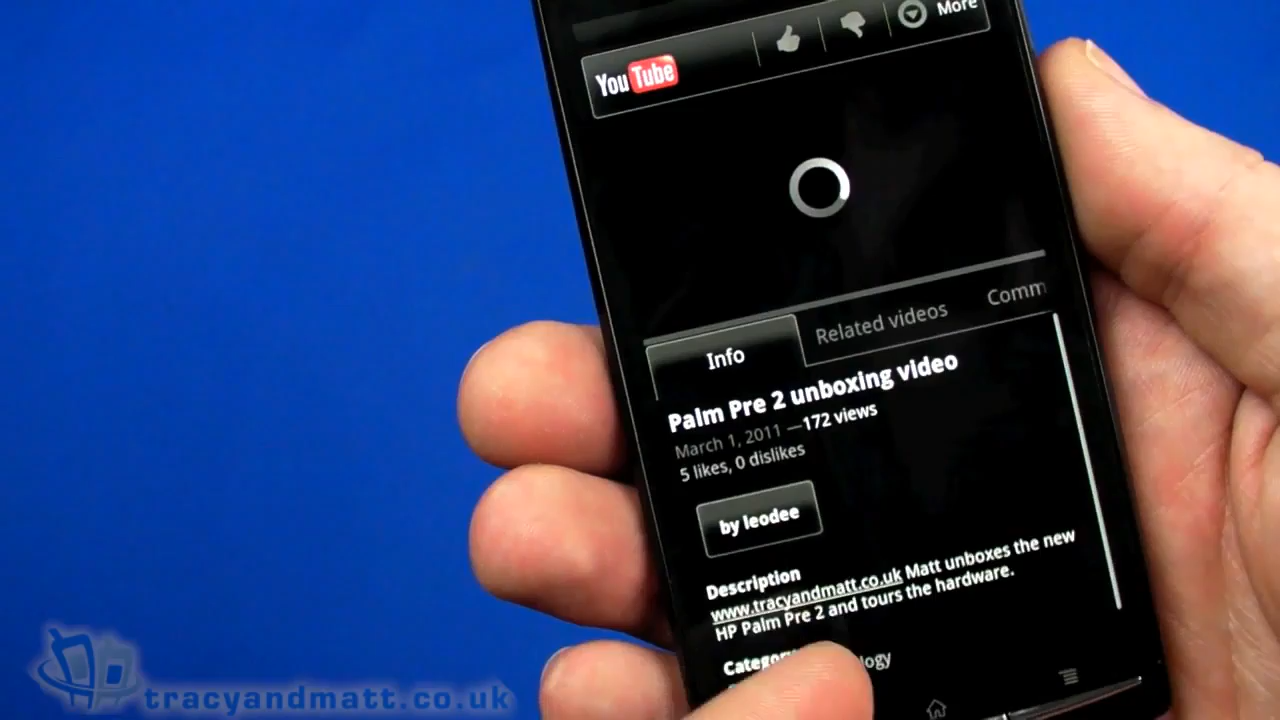 More
YouTube
Info
Related videos
Comm
Palm Pre 2 unboxing video
March 1, 2011 — 172 views
5 likes, 0 dislikes
by leodee
Description
www.tracyandmatt.co.uk Matt unboxes the new
HP Palm Pre 2 and tours the hardware.
tracyandmatt.co.uk